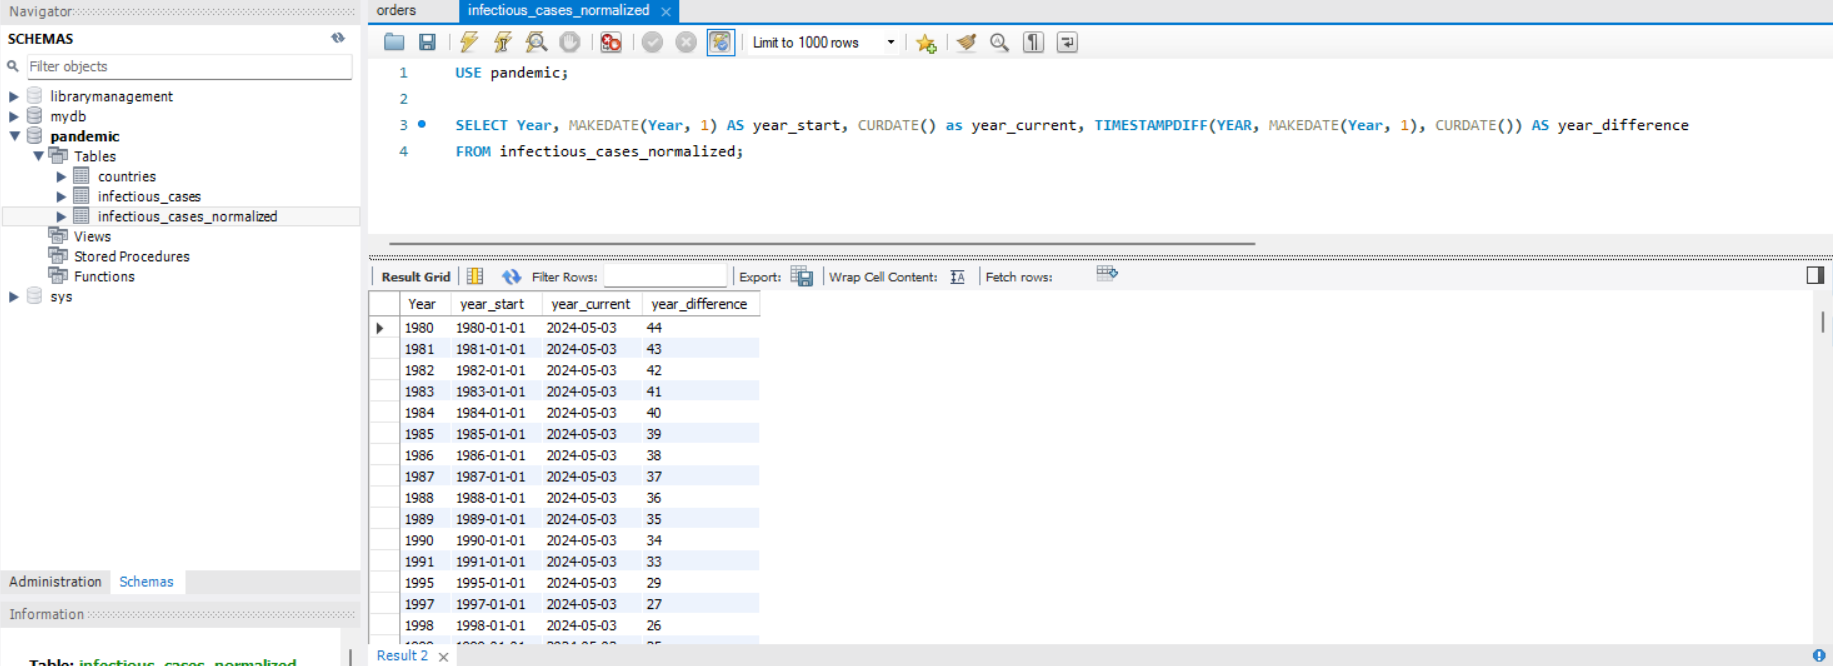 Navigator
SCHEMAS
Filter objects
librarymanagement
mydb
pandemic
Tables
countries
infectious_cases
infectious_cases_normalized
Views
Stored Procedures
Functions
sys
Administration Schemas
Information
Table: infectious_cases_normalized
orders infectious_cases_normalized
Limit to 1000 rows
1 USE pandemic;
2
3 SELECT Year, MAKEDATE(Year, 1) AS year_start, CURDATE() as year_current, TIMESTAMPDIFF(YEAR, MAKEDATE(Year, 1), CURDATE()) AS year_difference
4 FROM infectious_cases_normalized;
Result Grid Filter Rows: Export: Wrap Cell Content: Fetch rows:
Year year_start year_current year_difference
1980 1980-01-01 2024-05-03 44
1981 1981-01-01 2024-05-03 43
1982 1982-01-01 2024-05-03 42
1983 1983-01-01 2024-05-03 41
1984 1984-01-01 2024-05-03 40
1985 1985-01-01 2024-05-03 39
1986 1986-01-01 2024-05-03 38
1987 1987-01-01 2024-05-03 37
1988 1988-01-01 2024-05-03 36
1989 1989-01-01 2024-05-03 35
1990 1990-01-01 2024-05-03 34
1991 1991-01-01 2024-05-03 33
1995 1995-01-01 2024-05-03 29
1997 1997-01-01 2024-05-03 27
1998 1998-01-01 2024-05-03 26
Result 2